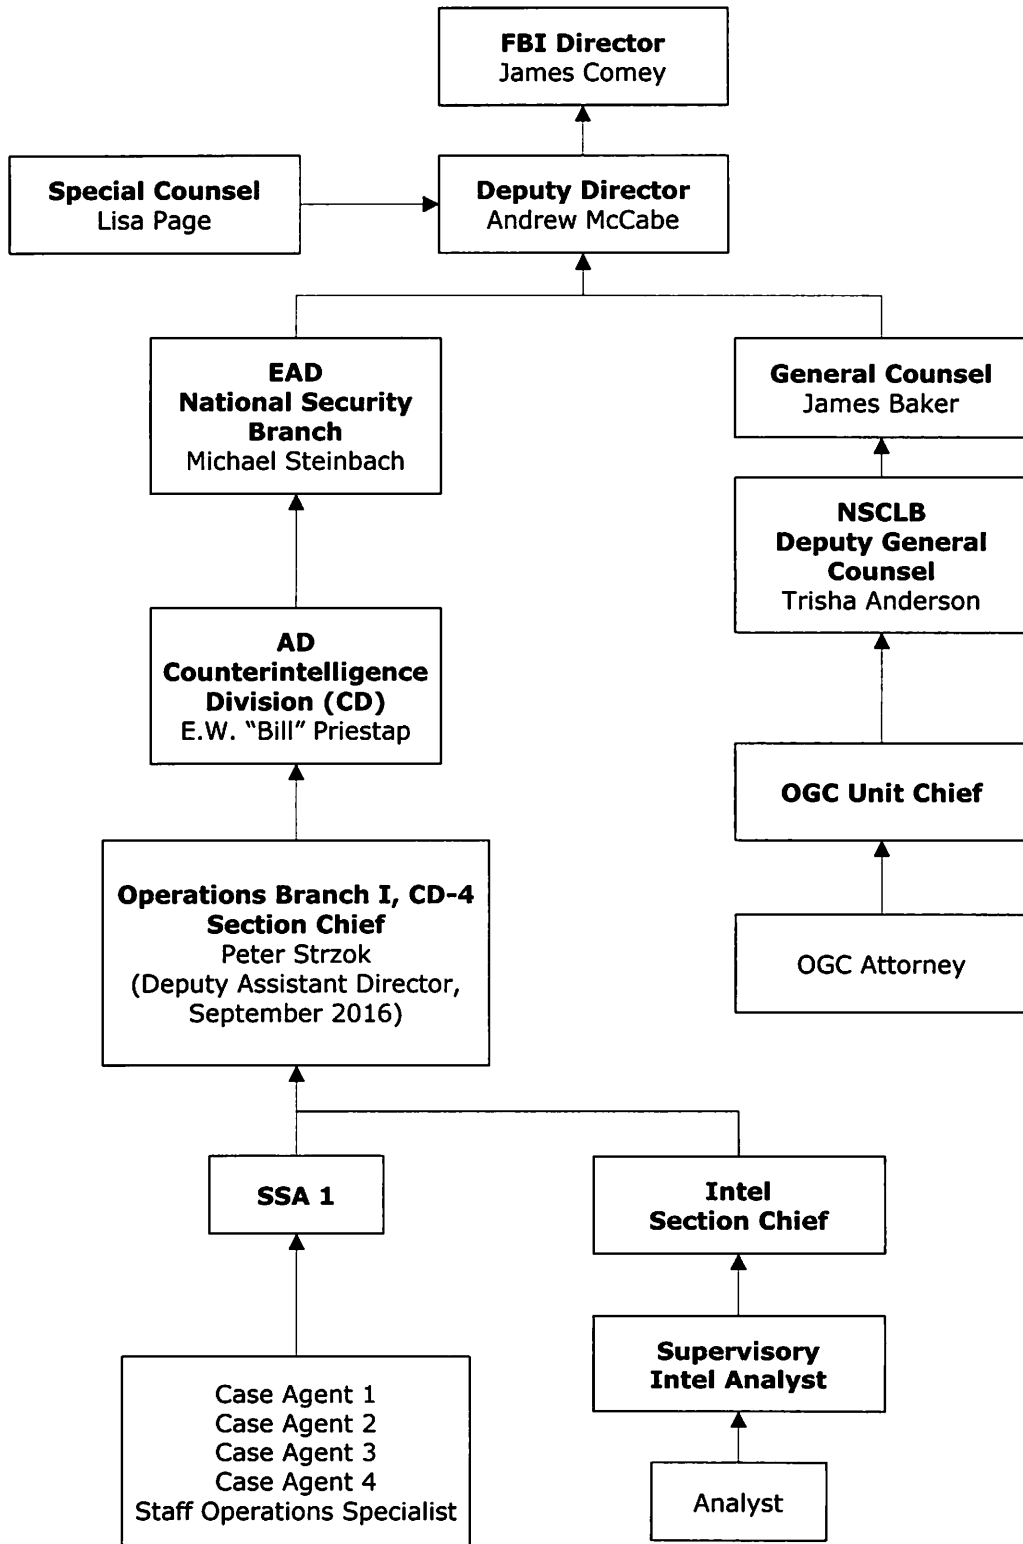 FBI Director
James Comey
Special Counsel
Lisa Page
Deputy Director
Andrew McCabe
EAD
National Security
Branch
Michael Steinbach
General Counsel
James Baker
NSCLB
Deputy General
Counsel
Trisha Anderson
AD
Counterintelligence
Division (CD)
E.W. “Bill” Priestap
OGC Unit Chief
Operations Branch I, CD-4
Section Chief
Peter Strzok
(Deputy Assistant Director,
September 2016)
OGC Attorney
SSA 1
Intel
Section Chief
Supervisory
Intel Analyst
Case Agent 1
Case Agent 2
Case Agent 3
Case Agent 4
Staff Operations Specialist
Analyst